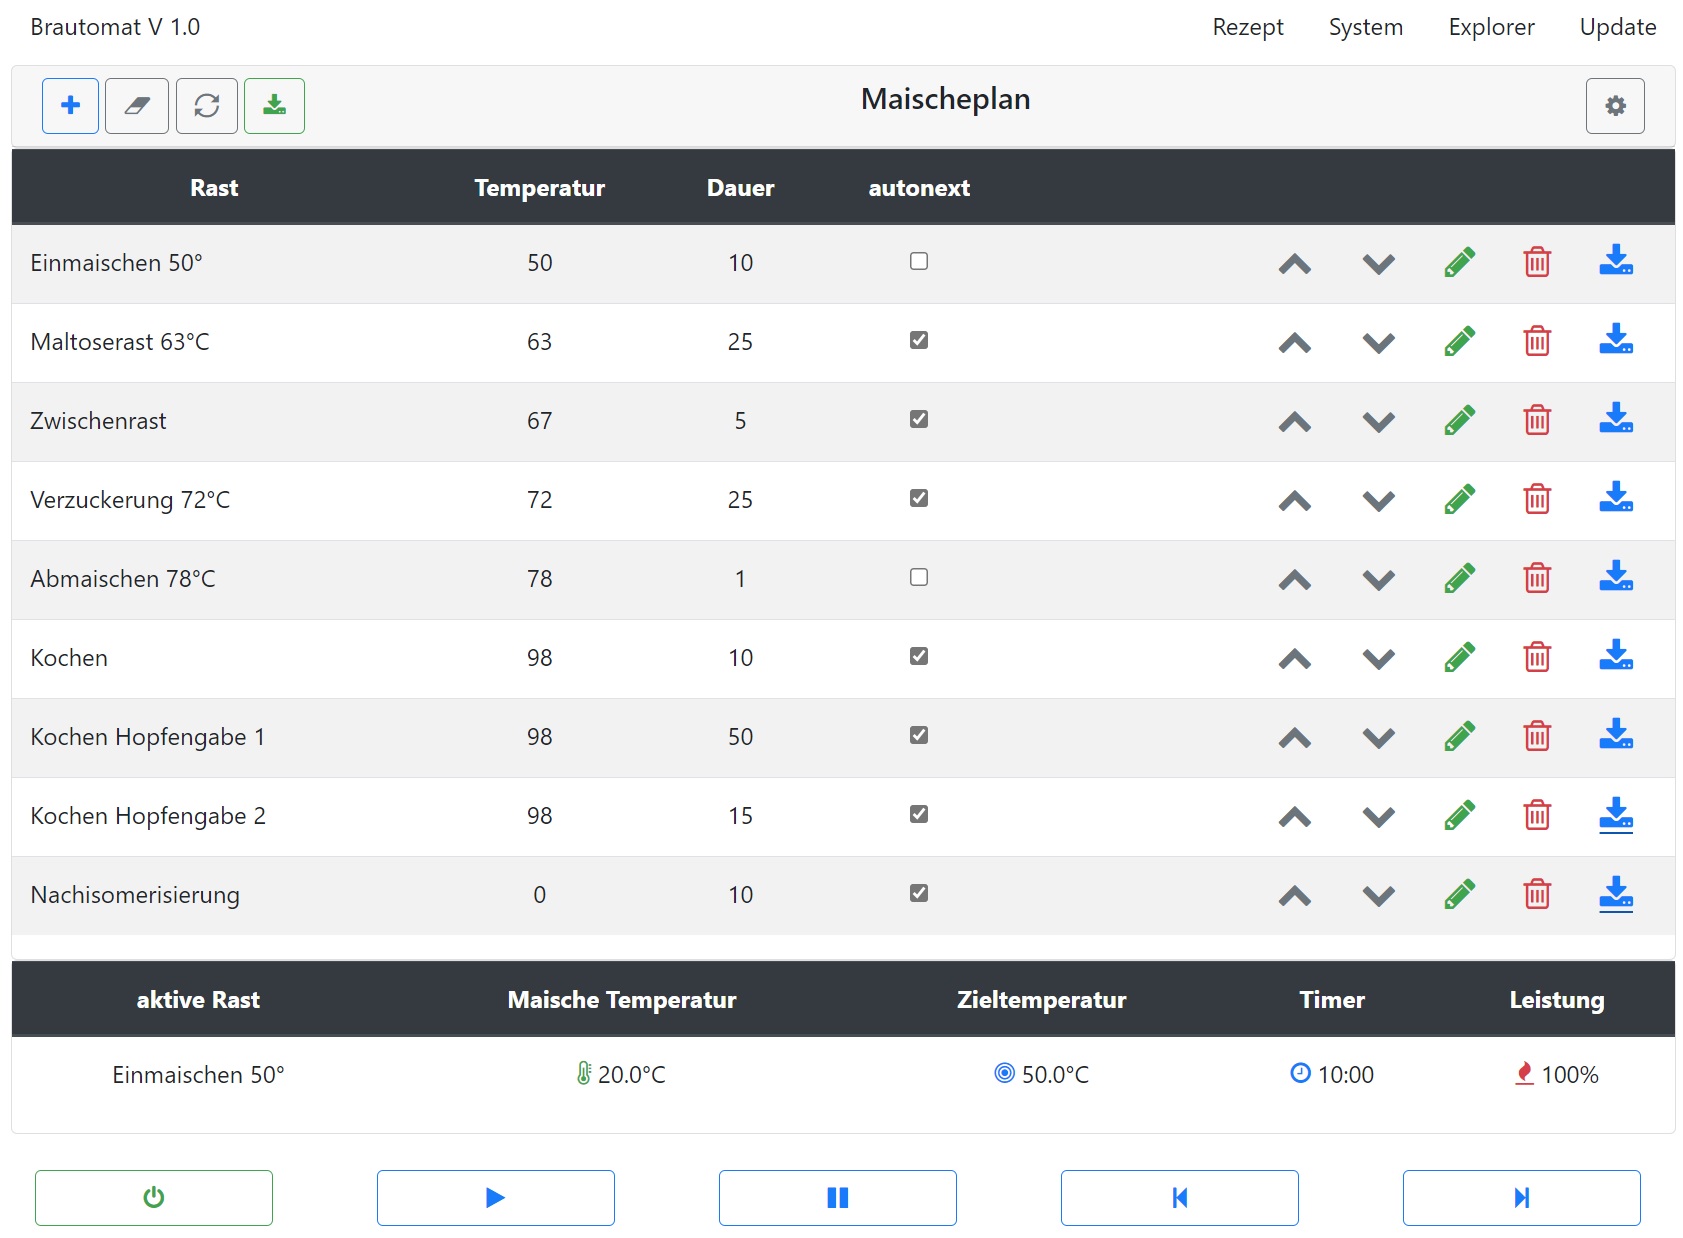 Brautomat V 1.0 Rezept System Explorer Update
Maischeplan
Rast Temperatur Dauer autonext
Einmaischen 50° 50 10
Maltoserast 63°C 63 25
Zwischenrast 67 5
Verzuckerung 72°C 72 25
Abmaischen 78°C 78 1
Kochen 98 10
Kochen Hopfengabe 1 98 50
Kochen Hopfengabe 2 98 15
Nachisomerisierung 0 10
aktive Rast Maische Temperatur Zieltemperatur Timer Leistung
Einmaischen 50° 20.0°C 50.0°C 10:00 100%